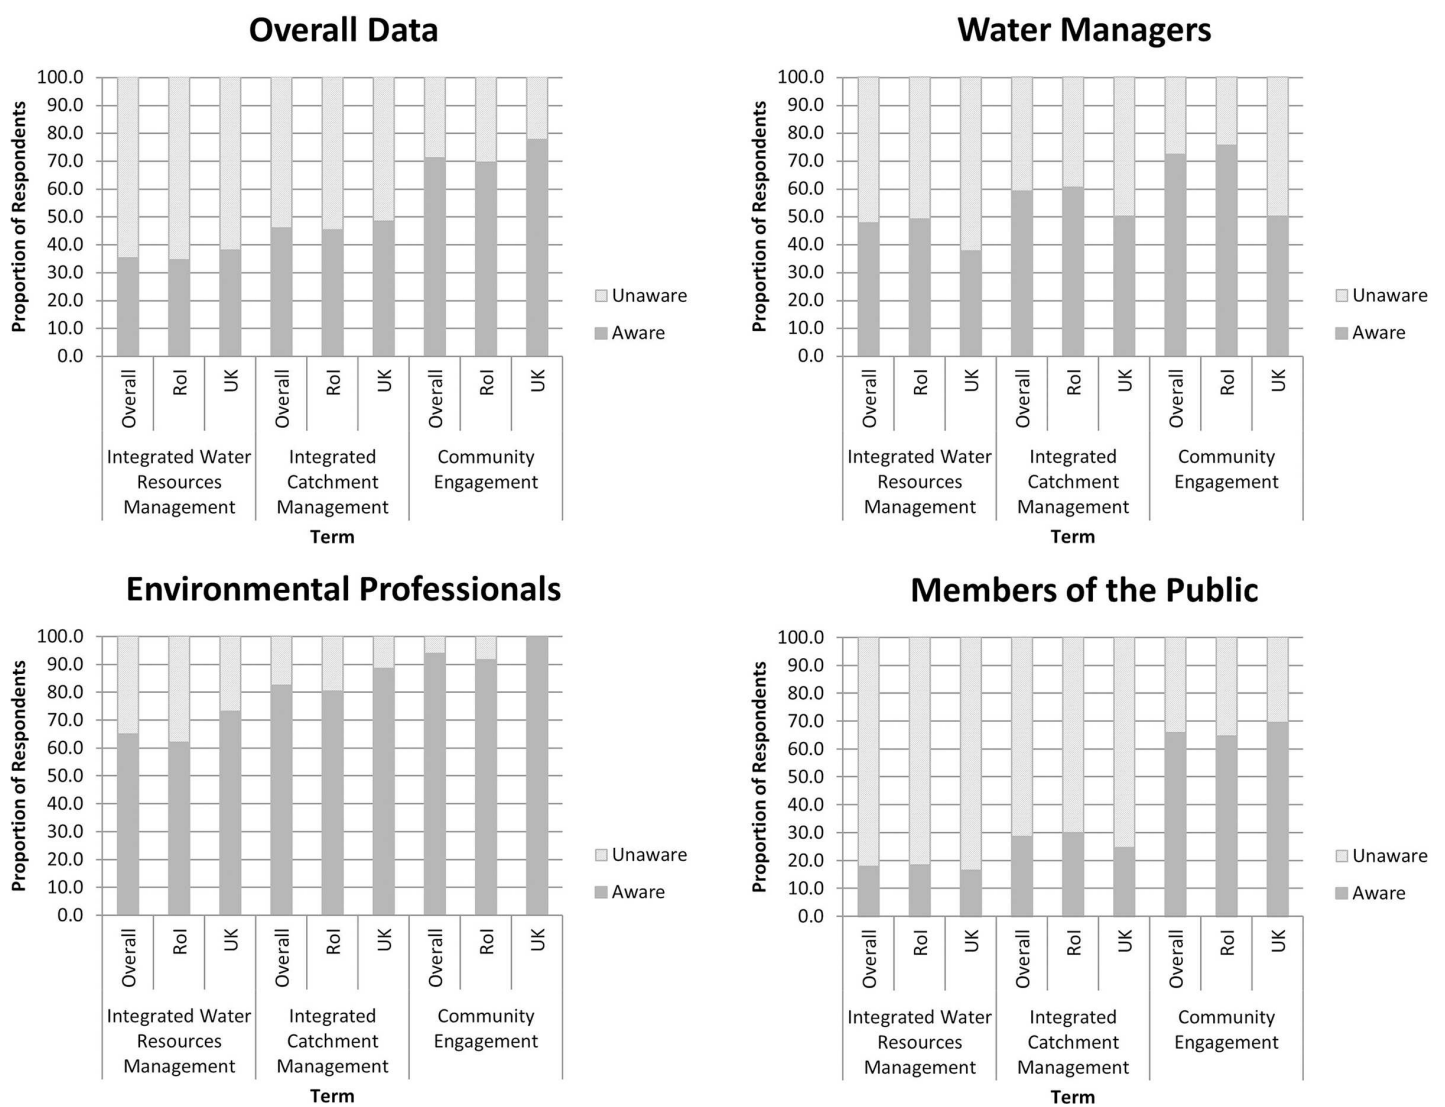 Overall Data
Proportion of Respondents
100.0
90.0
80.0
70.0
60.0
50.0
40.0
30.0
20.0
10.0
0.0
Overall
RoI
UK
Overall
RoI
UK
Overall
RoI
UK
Integrated Water
Resources
Management
Integrated
Catchment
Management
Community
Engagement
Term
Unaware
Aware
Water Managers
Proportion of Respondents
100.0
90.0
80.0
70.0
60.0
50.0
40.0
30.0
20.0
10.0
0.0
Overall
RoI
UK
Overall
RoI
UK
Overall
RoI
UK
Integrated Water
Resources
Management
Integrated
Catchment
Management
Community
Engagement
Term
Unaware
Aware
Environmental Professionals
Proportion of Respondents
100.0
90.0
80.0
70.0
60.0
50.0
40.0
30.0
20.0
10.0
0.0
Overall
RoI
UK
Overall
RoI
UK
Overall
RoI
UK
Integrated Water
Resources
Management
Integrated
Catchment
Management
Community
Engagement
Term
Unaware
Aware
Members of the Public
Proportion of Respondents
100.0
90.0
80.0
70.0
60.0
50.0
40.0
30.0
20.0
10.0
0.0
Overall
RoI
UK
Overall
RoI
UK
Overall
RoI
UK
Integrated Water
Resources
Management
Integrated
Catchment
Management
Community
Engagement
Term
Unaware
Aware